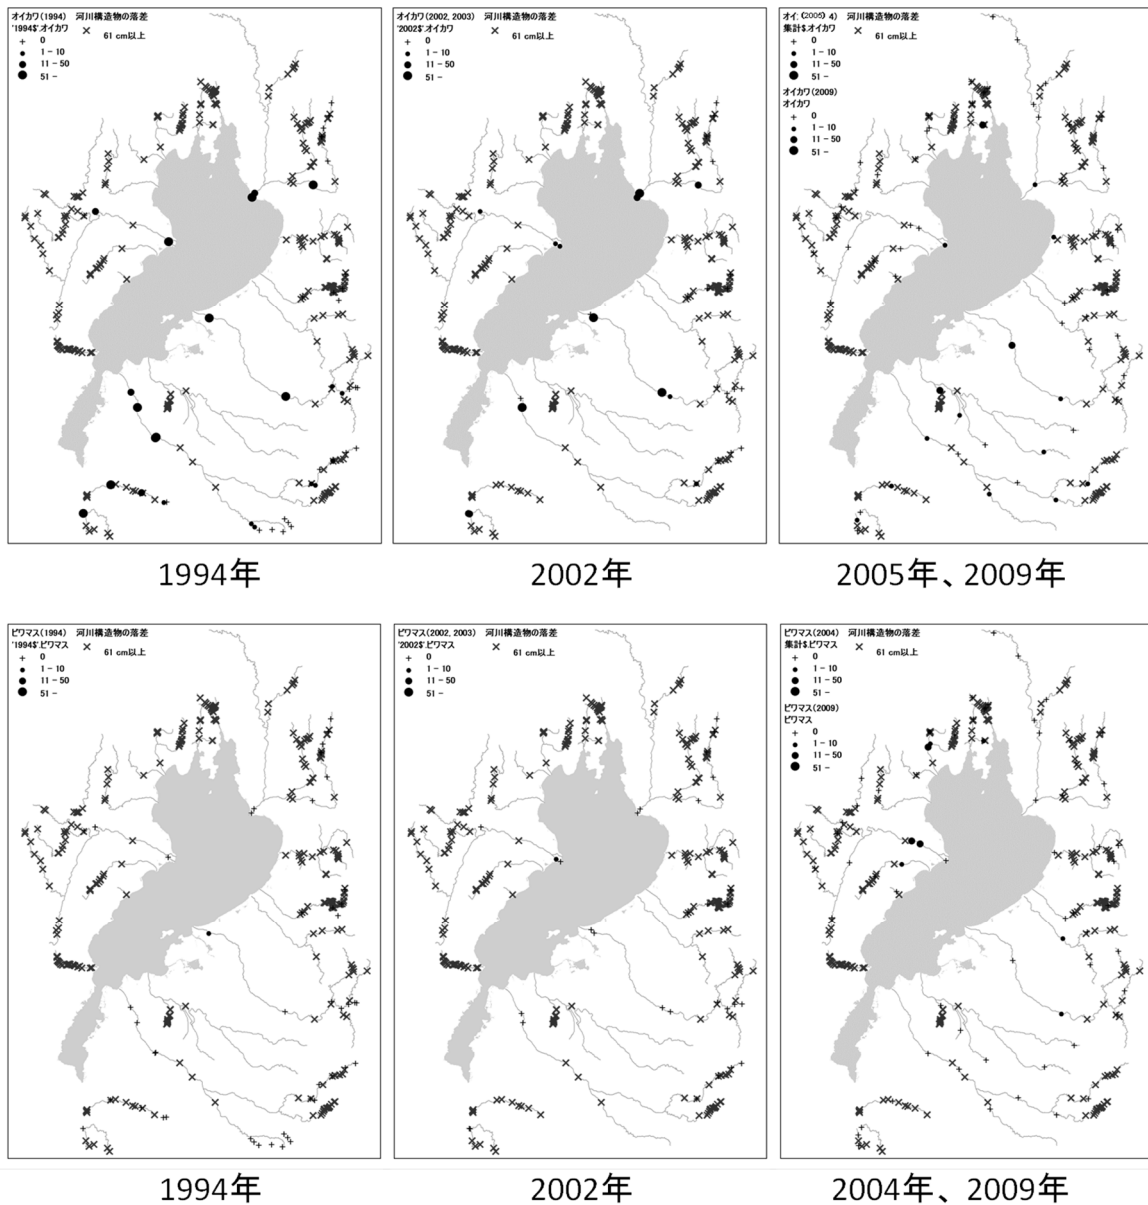 オイカワ(1994) 河川構造物の落差
'1994$'.オイカワ × 61 cm以上
+ 0
1 - 10
11 - 50
51 -
オイカワ(2002, 2003) 河川構造物の落差
'2002$'.オイカワ × 61 cm以上
+ 0
1 - 10
11 - 50
51 -
オイ (2005) 4) 河川構造物の落差
集計$.オイカワ × 61 cm以上
+ 0
1 - 10
11 - 50
51 -
オイカワ(2009)
オイカワ
+ 0
1 - 10
11 - 50
51 -
1994年
2002年
2005年、2009年
ビワマス(1994) 河川構造物の落差
'1994$'.ビワマス × 61 cm以上
+ 0
1 - 10
11 - 50
51 -
ビワマス(2002, 2003) 河川構造物の落差
'2002$'.ビワマス × 61 cm以上
+ 0
1 - 10
11 - 50
51 -
ビワマス(2004) 河川構造物の落差
集計$.ビワマス × 61 cm以上
+ 0
1 - 10
11 - 50
51 -
ビワマス(2009)
ビワマス
+ 0
1 - 10
11 - 50
51 -
1994年
2002年
2004年、2009年